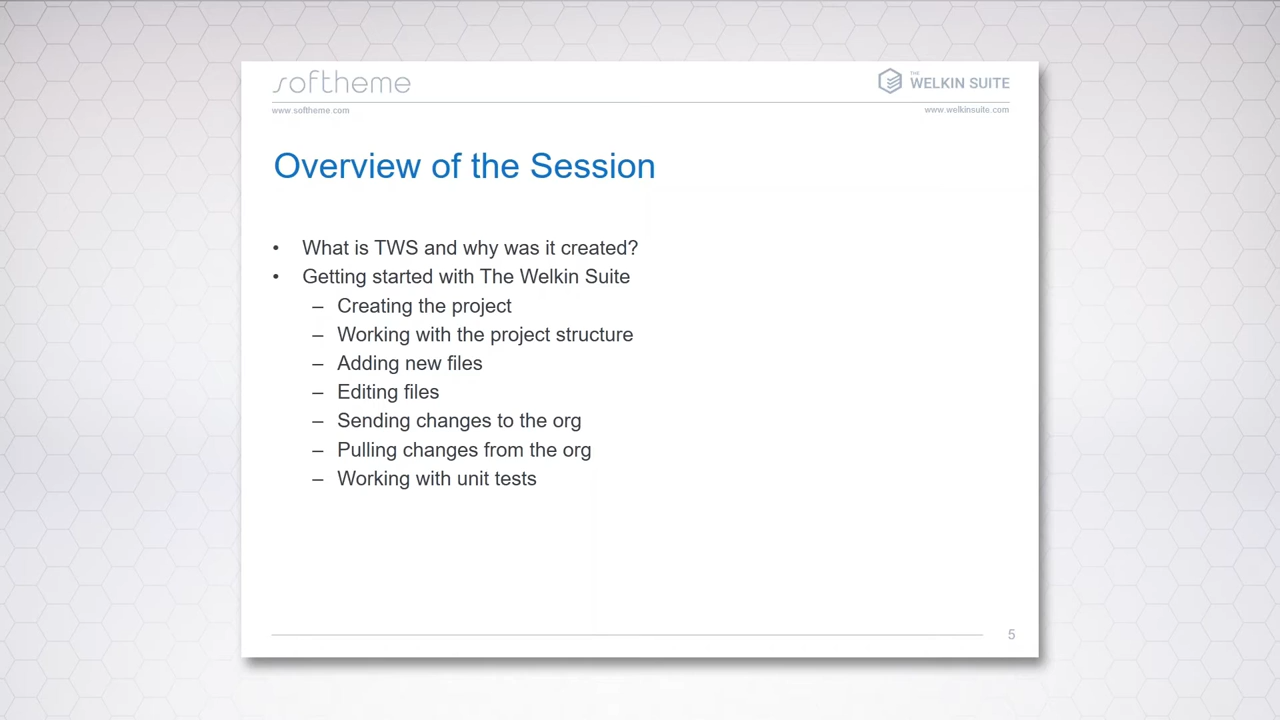 softheme
THE
WELKIN SUITE
www.softheme.com
www.welkinsuite.com
Overview of the Session
• What is TWS and why was it created?
• Getting started with The Welkin Suite
– Creating the project
– Working with the project structure
– Adding new files
– Editing files
– Sending changes to the org
– Pulling changes from the org
– Working with unit tests
5